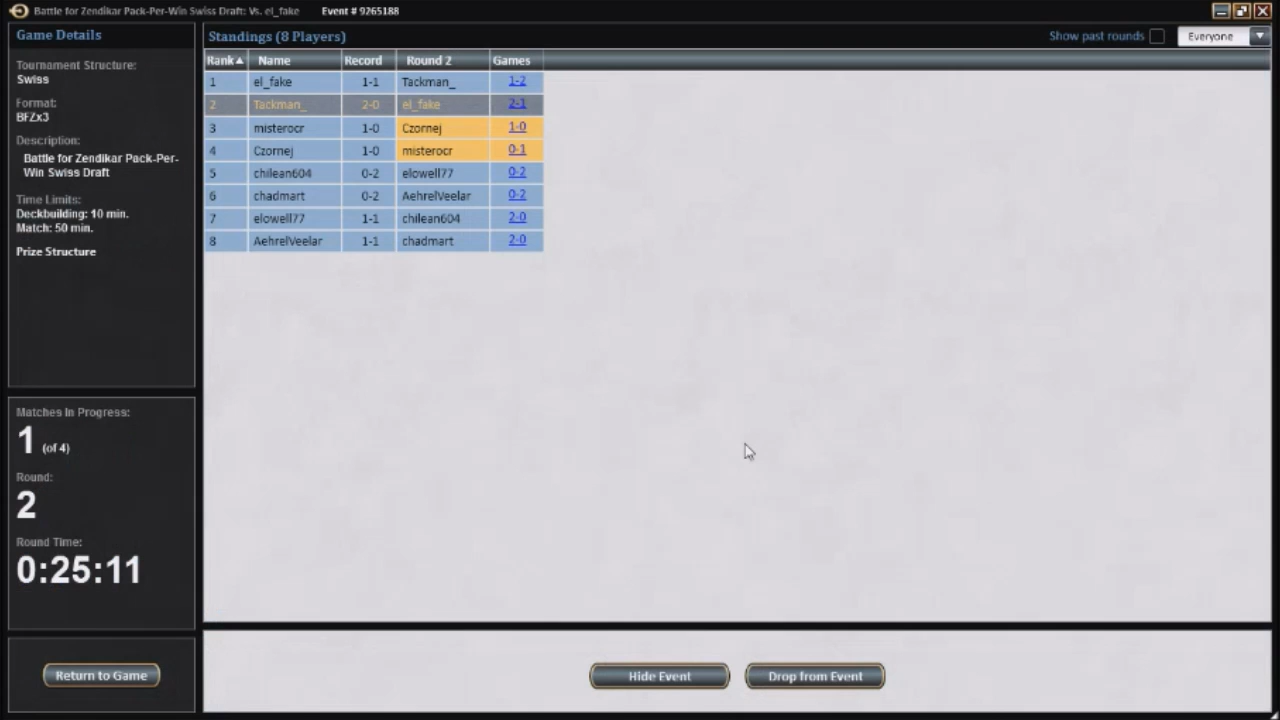 Battle for Zendikar Pack-Per-Win Swiss Draft: Vs. el_fake Event # 9265188
Game Details
Tournament Structure:
Swiss
Format:
BFZx3
Description:
Battle for Zendikar Pack-Per-
Win Swiss Draft
Time Limits:
Deckbuilding: 10 min.
Match: 50 min.
Prize Structure
Matches In Progress:
1 (of 4)
Round:
2
Round Time:
0:25:11
Return to Game
Standings (8 Players)
Show past rounds Everyone
Rank Name Record Round 2 Games
1 el_fake 1-1 Tackman_ 1-2
2 Tackman_ 2-0 el_fake 2-1
3 misterocr 1-0 Czornej 1-0
4 Czornej 1-0 misterocr 0-1
5 chilean604 0-2 elowell77 0-2
6 chadmart 0-2 AehrelVeelar 0-2
7 elowell77 1-1 chilean604 2-0
8 AehrelVeelar 1-1 chadmart 2-0
Hide Event Drop from Event